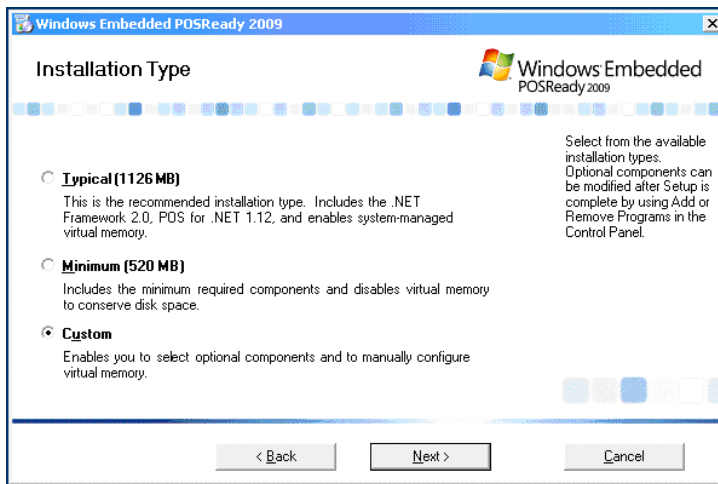 Windows Embedded POSReady 2009
Installation Type
Windows Embedded
POSReady 2009
Select from the available
installation types.
Optional components can
be modified after Setup is
complete by using Add or
Remove Programs in the
Control Panel.
Typical (1126 MB)
This is the recommended installation type. Includes the .NET
Framework 2.0, POS for .NET 1.12, and enables system-managed
virtual memory.
Minimum (520 MB)
Includes the minimum required components and disables virtual memory
to conserve disk space.
Custom
Enables you to select optional components and to manually configure
virtual memory.
< Back
Next >
Cancel